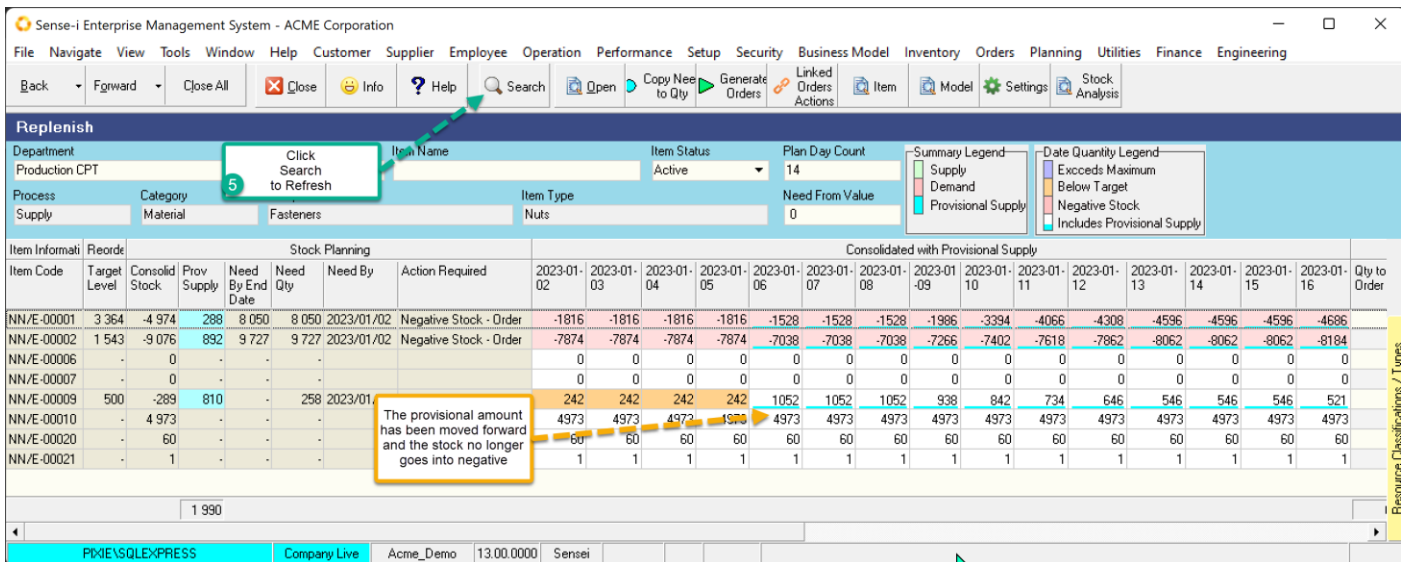 Sense-i Enterprise Management System - ACME Corporation
File Navigate View Tools Window Help Customer Supplier Employee Operation Performance Setup Security Business Model Inventory Orders Planning Utilities Finance Engineering
Back Forward Close All Close Info Help Search Open Copy Nee to Qty Generate Orders Linked Orders Actions Item Model Settings Stock Analysis
Replenish
Department Item Name Item Status Plan Day Count Summary Legend Date Quantity Legend
Production CPT Active 14 Supply Exceeds Maximum
Demand Below Target
Process Category Item Type Need From Value Provisional Supply Negative Stock
Supply Material Fasteners Nuts 0 Includes Provisional Supply
5
Click
Search
to Refresh
Item Informati Reorde Stock Planning Consolidated with Provisional Supply
Item Code Target Level Consolid Stock Prov Supply Need By End Date Need Qty Need By Action Required 2023-01-02 2023-01-03 2023-01-04 2023-01-05 2023-01-06 2023-01-07 2023-01-08 2023-01-09 2023-01-10 2023-01-11 2023-01-12 2023-01-13 2023-01-14 2023-01-15 2023-01-16 Qty to Order
NN/E-00001 3 364 -4 974 288 8 050 8 050 2023/01/02 Negative Stock - Order -1816 -1816 -1816 -1816 -1528 -1528 -1528 -1986 -3394 -4066 -4308 -4596 -4596 -4596 -4686
NN/E-00002 1 543 -9 076 892 9 727 9 727 2023/01/02 Negative Stock - Order -7874 -7874 -7874 -7874 -7038 -7038 -7038 -7266 -7402 -7618 -7862 -8062 -8062 -8062 -8184
NN/E-00006 - 0 - - - 0 0 0 0 0 0 0 0 0 0 0 0 0 0 0
NN/E-00007 - 0 - - - 0 0 0 0 0 0 0 0 0 0 0 0 0 0 0
NN/E-00009 500 -289 810 - 258 2023/01/ 242 242 242 242 1052 1052 1052 938 842 734 646 546 546 546 521
NN/E-00010 - 4 973 - - - 4973 4973 4973 4973 4973 4973 4973 4973 4973 4973 4973 4973 4973 4973 4973
NN/E-00020 - 60 - - - 60 60 60 60 60 60 60 60 60 60 60 60 60 60 60
NN/E-00021 - 1 - - - 1 1 1 1 1 1 1 1 1 1 1 1 1 1 1
The provisional amount
has been moved forward
and the stock no longer
goes into negative
1 990
Resource Classifications / Types
PIXIE\SQLEXPRESS Company Live Acme_Demo 13.00.0000 Sensei